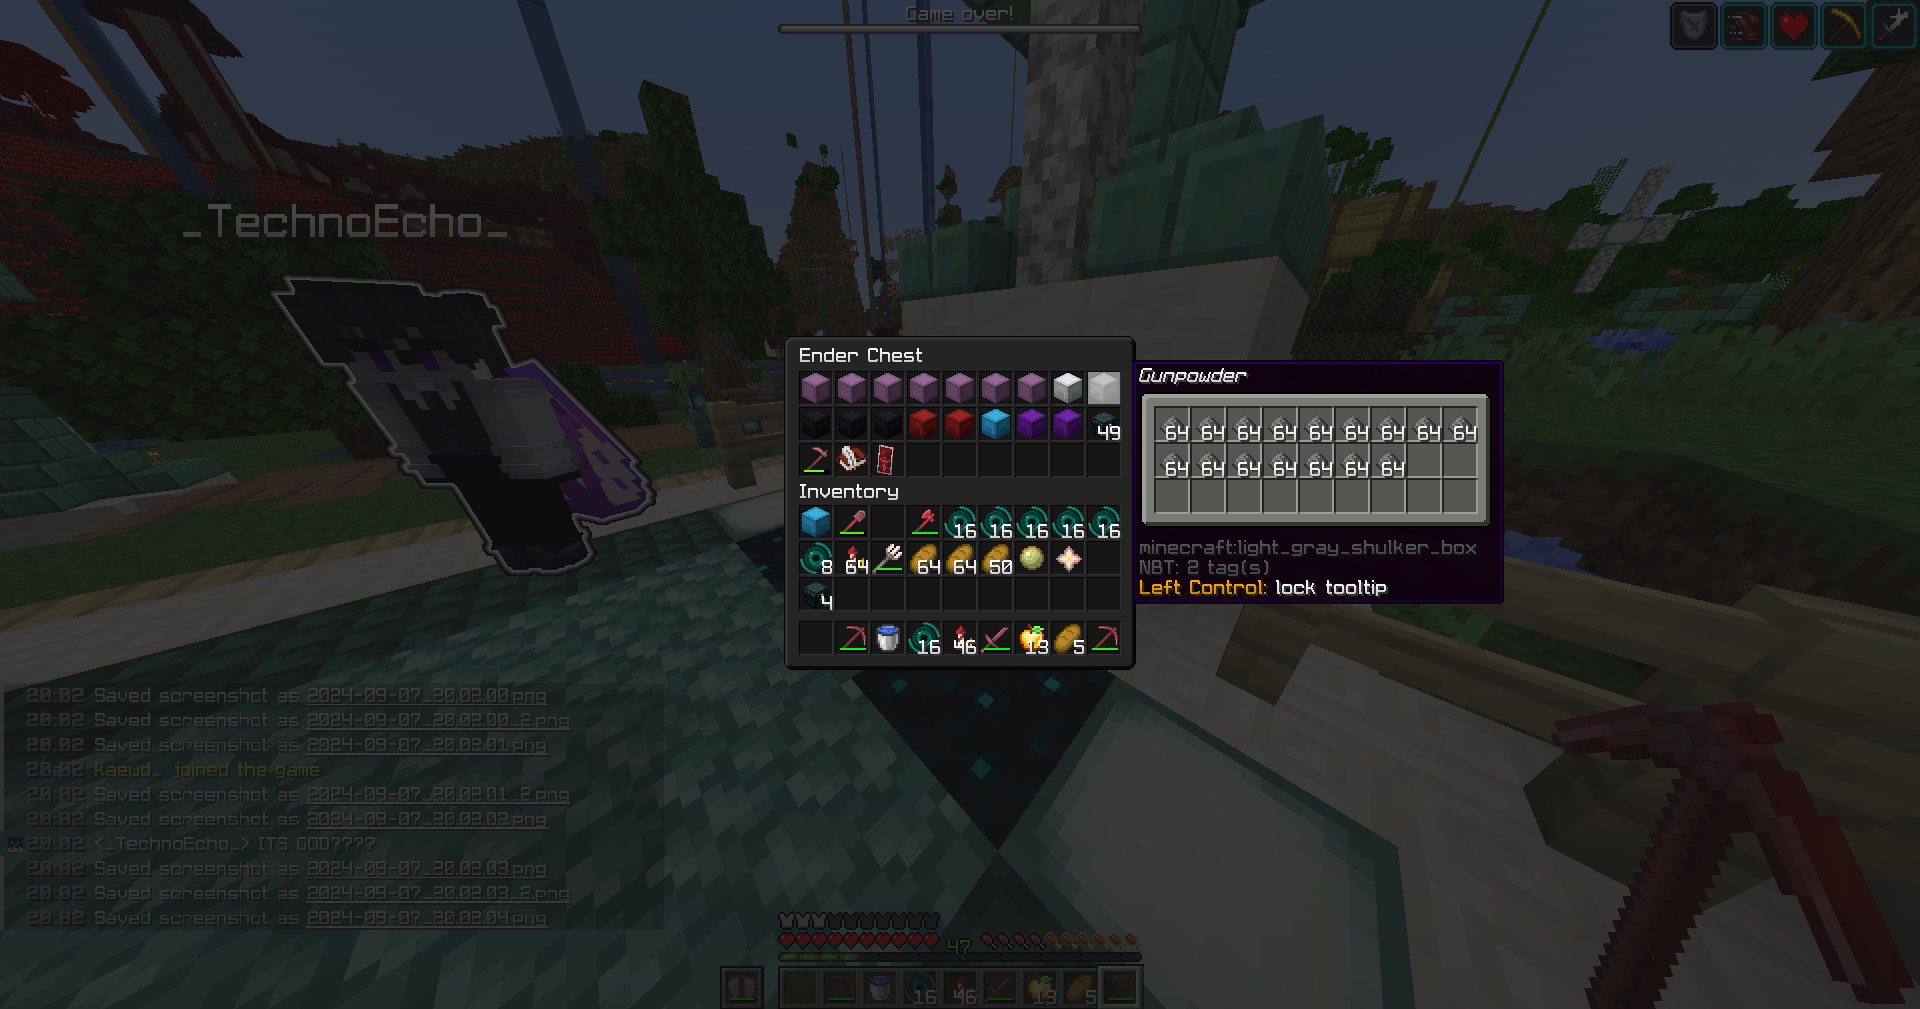 Game over!
_TechnoEcho_
Ender Chest
49
Inventory
16 16 16 16 16
8 64 64 64 50
4
16 46 13 5
Gunpowder
64 64 64 64 64 64 64 64 64
64 64 64 64 64 64 64
minecraft:light_gray_shulker_box
NBT: 2 tag(s)
Left Control: lock tooltip
20:02 Saved screenshot as 2024-09-07_20.02.00.png
20:02 Saved screenshot as 2024-09-07_20.02.00_2.png
20:02 Saved screenshot as 2024-09-07_20.02.01.png
20:02 kaeud_ joined the game
20:02 Saved screenshot as 2024-09-07_20.02.01_2.png
20:02 Saved screenshot as 2024-09-07_20.02.02.png
20:02 <_TechnoEcho_> ITS GOD????
20:02 Saved screenshot as 2024-09-07_20.02.03.png
20:02 Saved screenshot as 2024-09-07_20.02.03_2.png
20:02 Saved screenshot as 2024-09-07_20.02.04.png
47
16 46 13 5